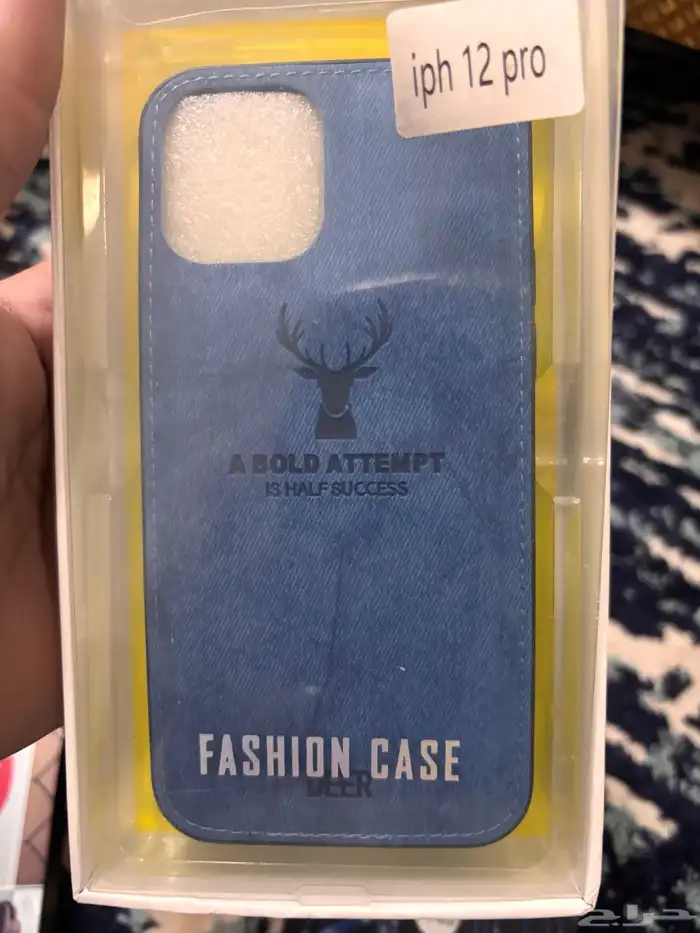 iph 12 pro
A BOLD ATTEMPT
IS HALF SUCCESS
FASHION CASE
DEER
حراج